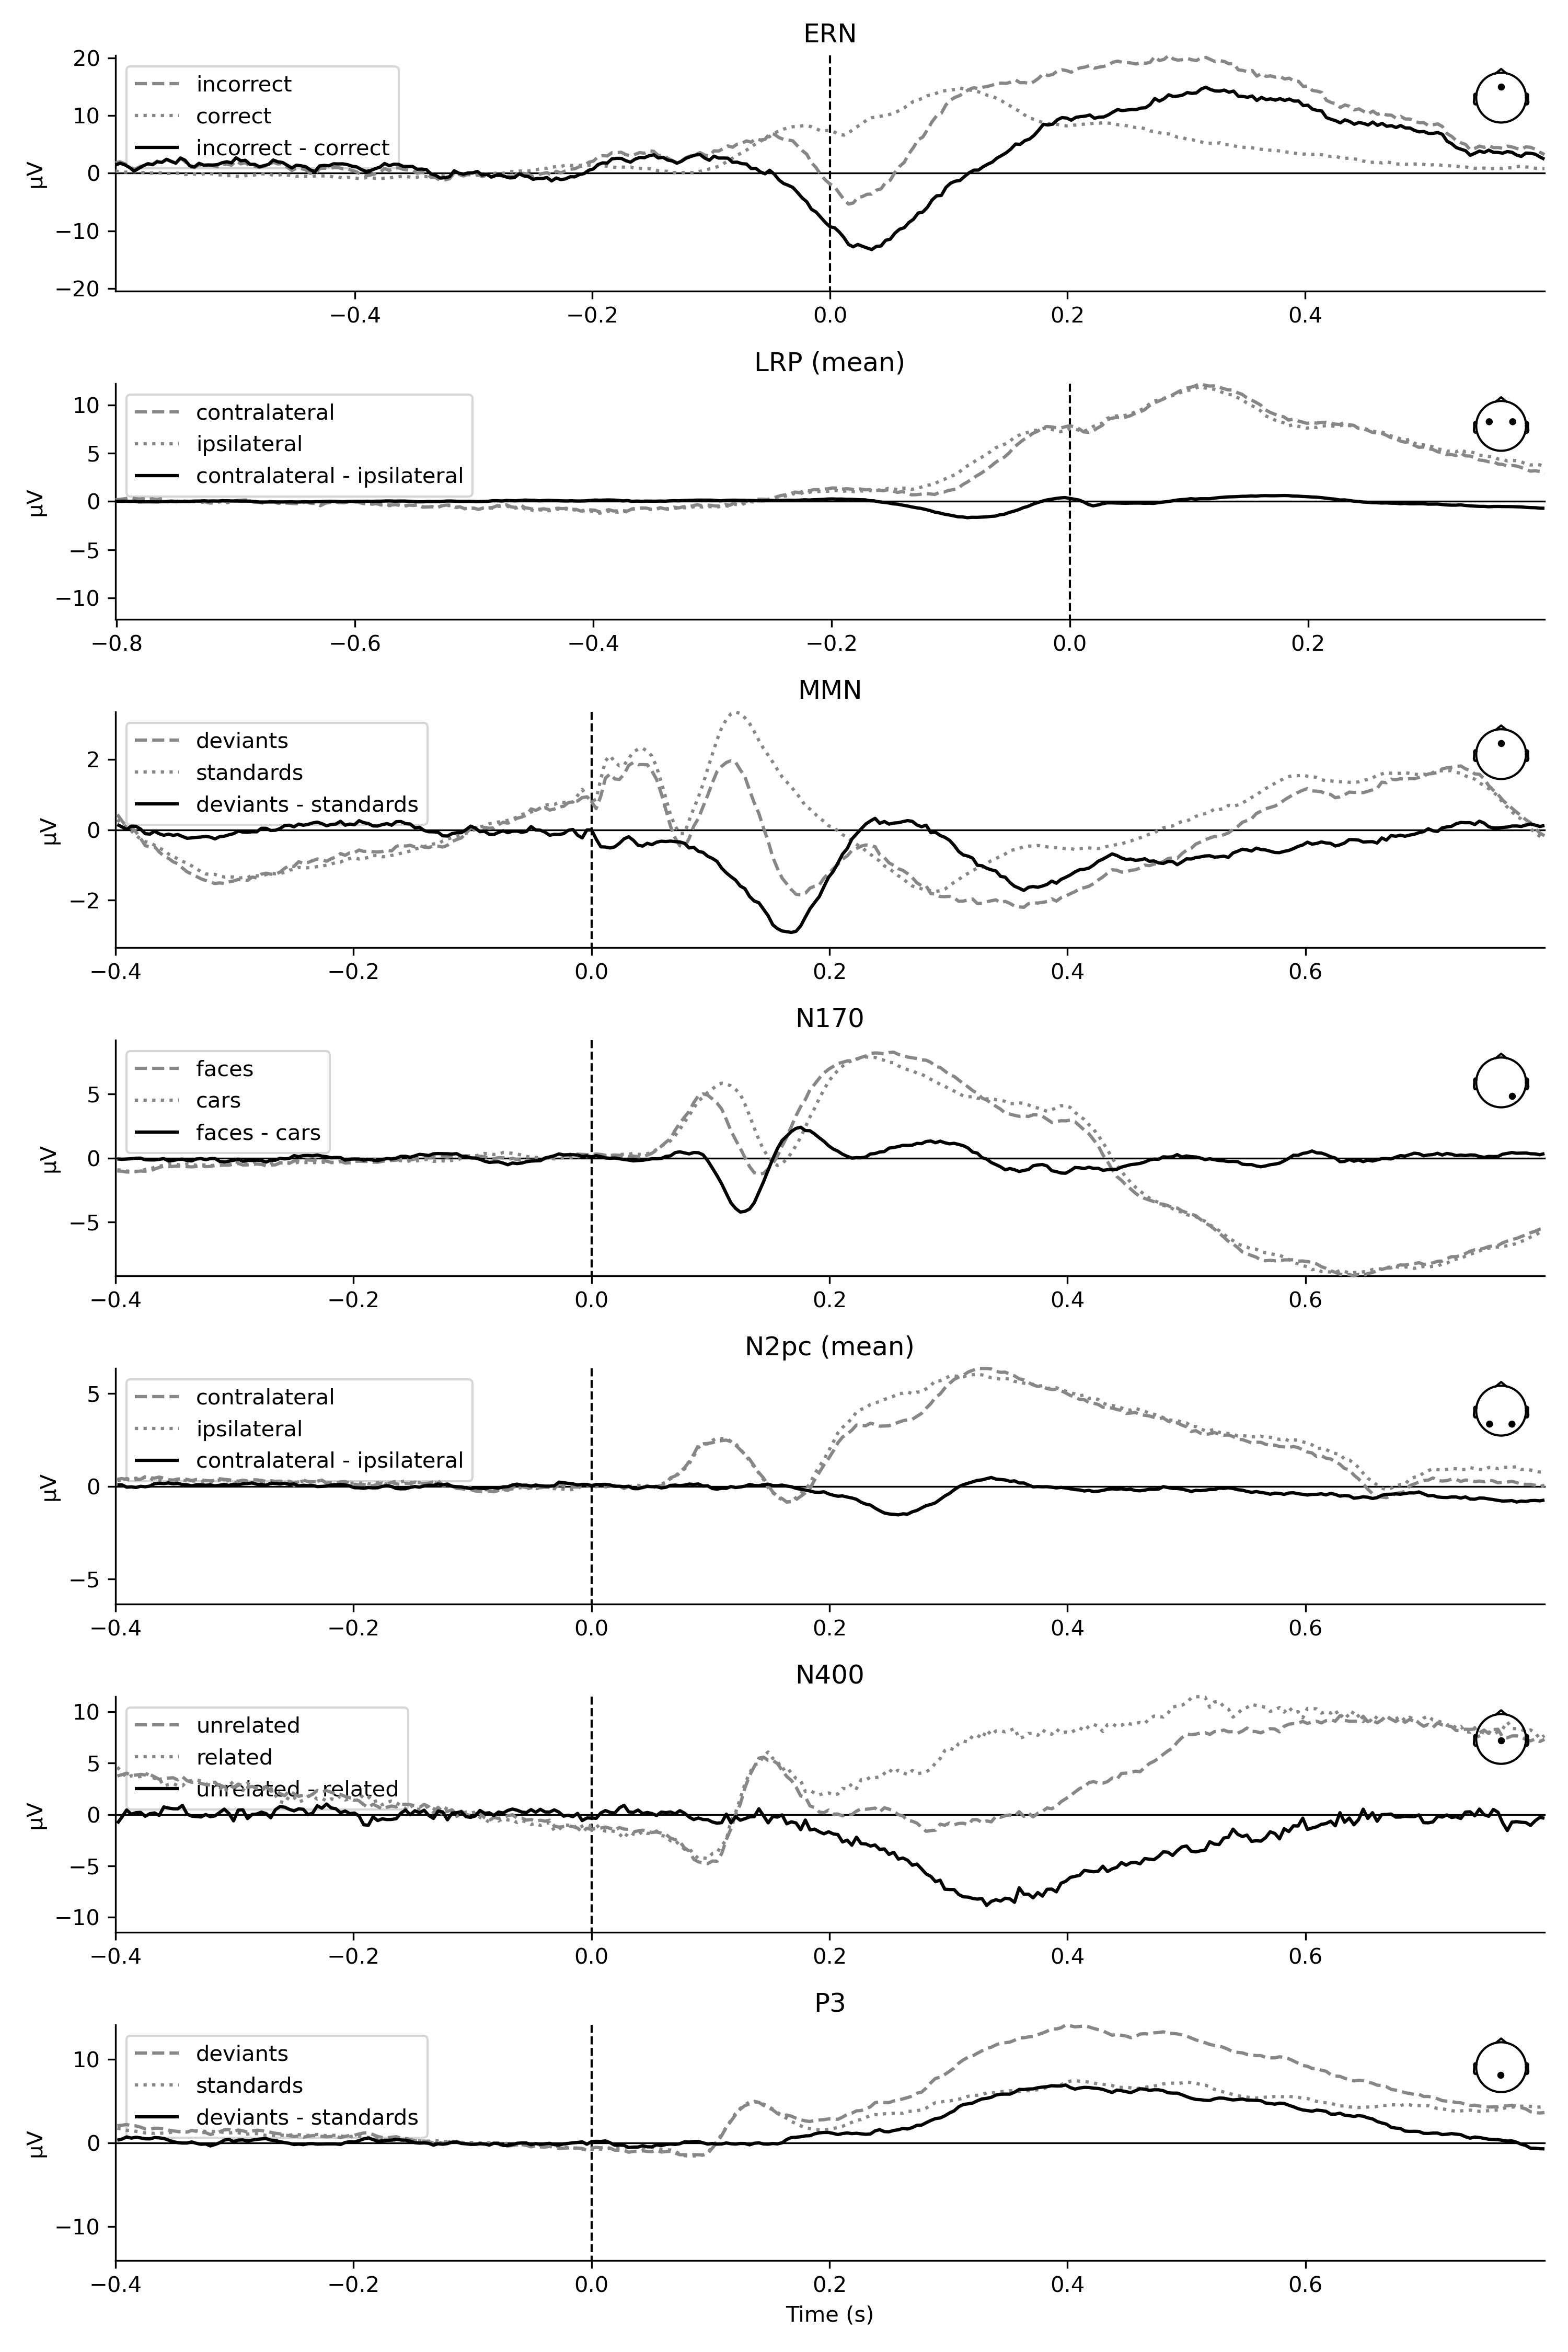 ERN
20
10
0
−10
−20
µV
incorrect
correct
incorrect - correct
−0.4 −0.2 0.0 0.2 0.4
LRP (mean)
10
5
0
−5
−10
µV
contralateral
ipsilateral
contralateral - ipsilateral
−0.8 −0.6 −0.4 −0.2 0.0 0.2
MMN
2
0
−2
µV
deviants
standards
deviants - standards
−0.4 −0.2 0.0 0.2 0.4 0.6
N170
5
0
−5
µV
faces
cars
faces - cars
−0.4 −0.2 0.0 0.2 0.4 0.6
N2pc (mean)
5
0
−5
µV
contralateral
ipsilateral
contralateral - ipsilateral
−0.4 −0.2 0.0 0.2 0.4 0.6
N400
10
5
0
−5
−10
µV
unrelated
related
unrelated - related
−0.4 −0.2 0.0 0.2 0.4 0.6
P3
10
0
−10
µV
deviants
standards
deviants - standards
−0.4 −0.2 0.0 0.2 0.4 0.6
Time (s)